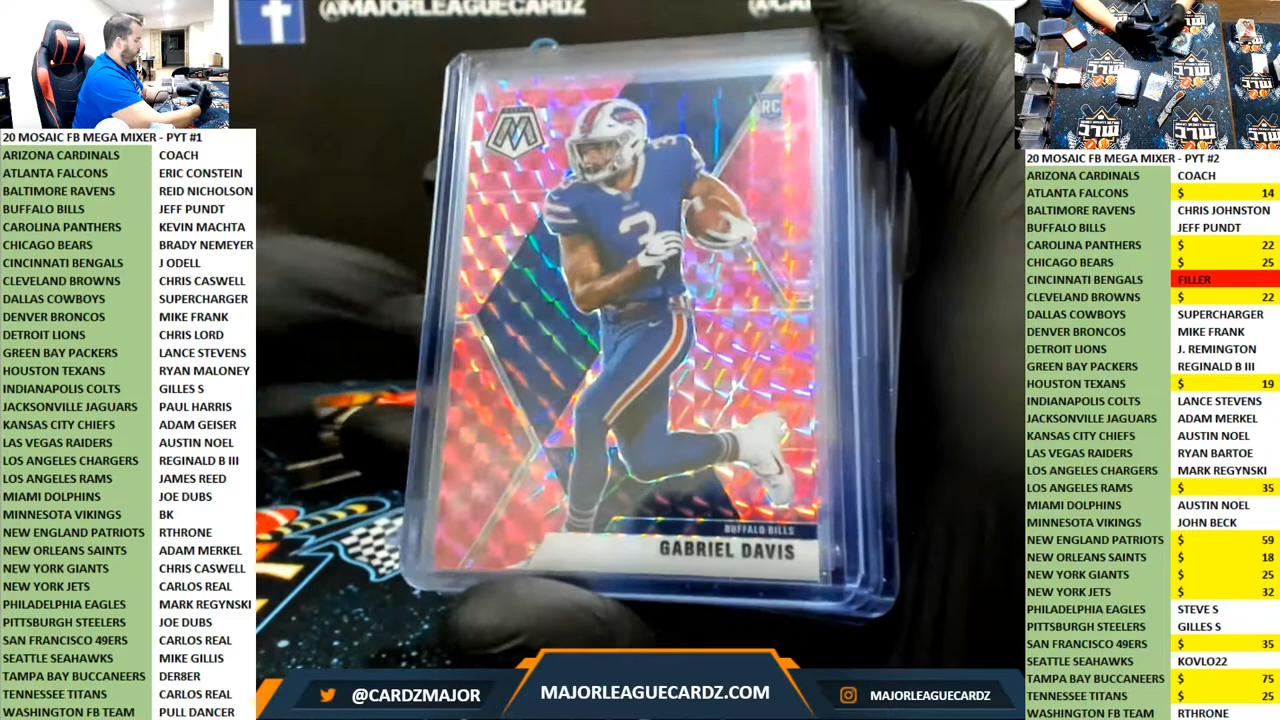 @MAJORLEAGUECARDZ
20 MOSAIC FB MEGA MIXER - PYT #1
ARIZONA CARDINALS COACH
ATLANTA FALCONS ERIC CONSTEIN
BALTIMORE RAVENS REID NICHOLSON
BUFFALO BILLS JEFF PUNDT
CAROLINA PANTHERS KEVIN MACHTA
CHICAGO BEARS BRADY NEMEYER
CINCINNATI BENGALS J ODELL
CLEVELAND BROWNS CHRIS CASWELL
DALLAS COWBOYS SUPERCHARGER
DENVER BRONCOS MIKE FRANK
DETROIT LIONS CHRIS LORD
GREEN BAY PACKERS LANCE STEVENS
HOUSTON TEXANS RYAN MALONEY
INDIANAPOLIS COLTS GILLES S
JACKSONVILLE JAGUARS PAUL HARRIS
KANSAS CITY CHIEFS ADAM GEISER
LAS VEGAS RAIDERS AUSTIN NOEL
LOS ANGELES CHARGERS REGINALD B III
LOS ANGELES RAMS JAMES REED
MIAMI DOLPHINS JOE DUBS
MINNESOTA VIKINGS BK
NEW ENGLAND PATRIOTS RTHRONE
NEW ORLEANS SAINTS ADAM MERKEL
NEW YORK GIANTS CHRIS CASWELL
NEW YORK JETS CARLOS REAL
PHILADELPHIA EAGLES MARK REGYNSKI
PITTSBURGH STEELERS JOE DUBS
SAN FRANCISCO 49ERS CARLOS REAL
SEATTLE SEAHAWKS MIKE GILLIS
TAMPA BAY BUCCANEERS DER8ER
TENNESSEE TITANS CARLOS REAL
WASHINGTON FB TEAM PULL DANCER
RC
3
BUFFALO BILLS
GABRIEL DAVIS
@CARDZMAJOR
MAJORLEAGUECARDZ.COM
MAJORLEAGUECARDZ
20 MOSAIC FB MEGA MIXER - PYT #2
ARIZONA CARDINALS COACH
ATLANTA FALCONS $ 14
BALTIMORE RAVENS CHRIS JOHNSTON
BUFFALO BILLS JEFF PUNDT
CAROLINA PANTHERS $ 22
CHICAGO BEARS $ 25
CINCINNATI BENGALS FILLER
CLEVELAND BROWNS $ 22
DALLAS COWBOYS SUPERCHARGER
DENVER BRONCOS MIKE FRANK
DETROIT LIONS J. REMINGTON
GREEN BAY PACKERS REGINALD B III
HOUSTON TEXANS $ 19
INDIANAPOLIS COLTS LANCE STEVENS
JACKSONVILLE JAGUARS ADAM MERKEL
KANSAS CITY CHIEFS AUSTIN NOEL
LAS VEGAS RAIDERS RYAN BARTOE
LOS ANGELES CHARGERS MARK REGYNSKI
LOS ANGELES RAMS $ 35
MIAMI DOLPHINS AUSTIN NOEL
MINNESOTA VIKINGS JOHN BECK
NEW ENGLAND PATRIOTS $ 59
NEW ORLEANS SAINTS $ 18
NEW YORK GIANTS $ 25
NEW YORK JETS $ 32
PHILADELPHIA EAGLES STEVE S
PITTSBURGH STEELERS GILLES S
SAN FRANCISCO 49ERS $ 35
SEATTLE SEAHAWKS KOVLO22
TAMPA BAY BUCCANEERS $ 75
TENNESSEE TITANS $ 25
WASHINGTON FB TEAM RTHRONE